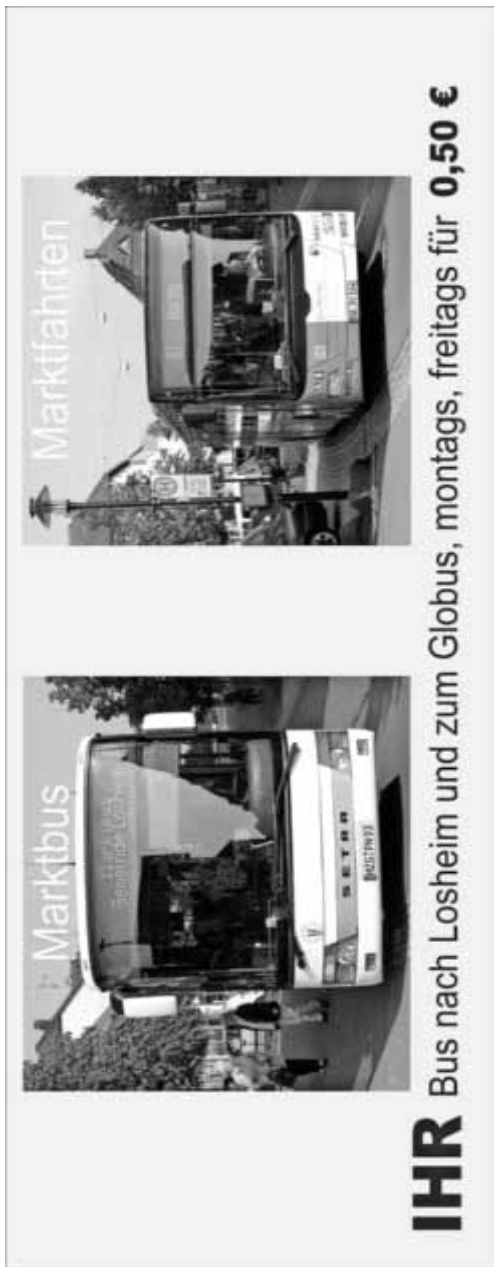 Marktbus
Marktfahrten
SETRA
H
IHR Bus nach Losheim und zum Globus, montags, freitags für 0,50 €